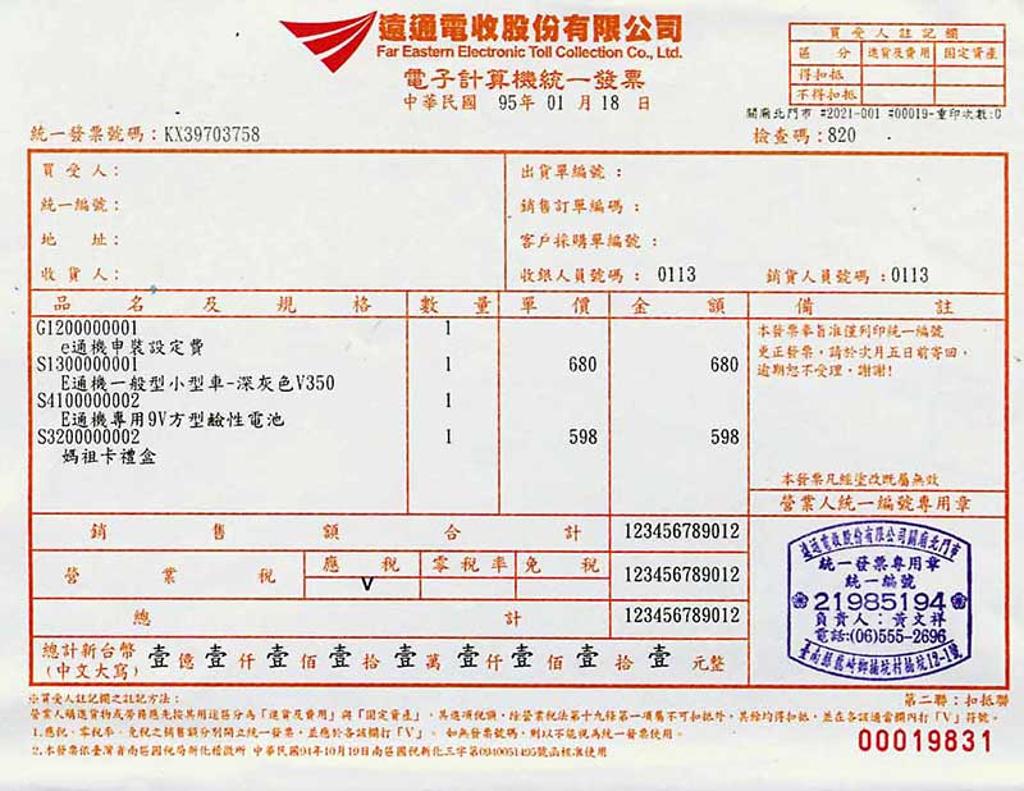 遠通電收股份有限公司
Far Eastern Electronic Toll Collection Co., Ltd.
電子計算機統一發票
中華民國 95年 01 月 18 日
買受人註記欄
區 分 進貨及費用 固定資產
得扣抵
不得扣抵
關廟北門市 #2021-001 #00019-重印次數:0
統一發票號碼：KX39703758
檢查碼：820
買受人：
統一編號：
地 址：
收貨人：
出貨單編號：
銷售訂單編碼：
客戶採購單編號：
收銀人員號碼： 0113 銷貨人員號碼：0113
品名及規格 數量 單價 金額 備註
G1200000001 1
e通機申裝設定費
S1300000001 1 680 680
E通機一般型小型車-深灰色V350
S4100000002 1
E通機專用9V方型鹼性電池
S3200000002 1 598 598
媽祖卡禮盒
本發票奉旨准僅列印統一編號
更正發票，請於次月五日前寄回，
逾期恕不受理，謝謝!
本發票凡經塗改既屬無效
營業人統一編號專用章
銷售額合計 123456789012
營業稅 應稅 零稅率 免稅 123456789012
V
總計 123456789012
總計新台幣
(中文大寫)
壹億壹仟壹佰壹拾壹萬壹仟壹佰壹拾壹元整
遠通電收股份有限公司關廟北門市
統一發票專用章
統一編號
21985194
負責人：黃文祥
電話:(06)555-2696
臺南縣龍崎鄉楠坑村楠坑12-1號
※買受人註記欄之註記方法：
營業人購進貨物或勞務應先按其用途區分為「進貨及費用」與「固定資產」，其進項稅額，除營業稅法第十九條第一項屬不可扣抵外，其餘均得扣抵，並在各該適當欄內打「V」符號。
1.應稅、零稅率、免稅之銷售額分別開立統一發票，並應於各該欄打「V」。如無發票號碼，則以不能視為統一發票使用。
2.本發票依臺灣省南區國稅局新化稽徵所 中華民國94年10月19日南區國稅新化三字第0940051495號函核准使用
第二聯：扣抵聯
00019831